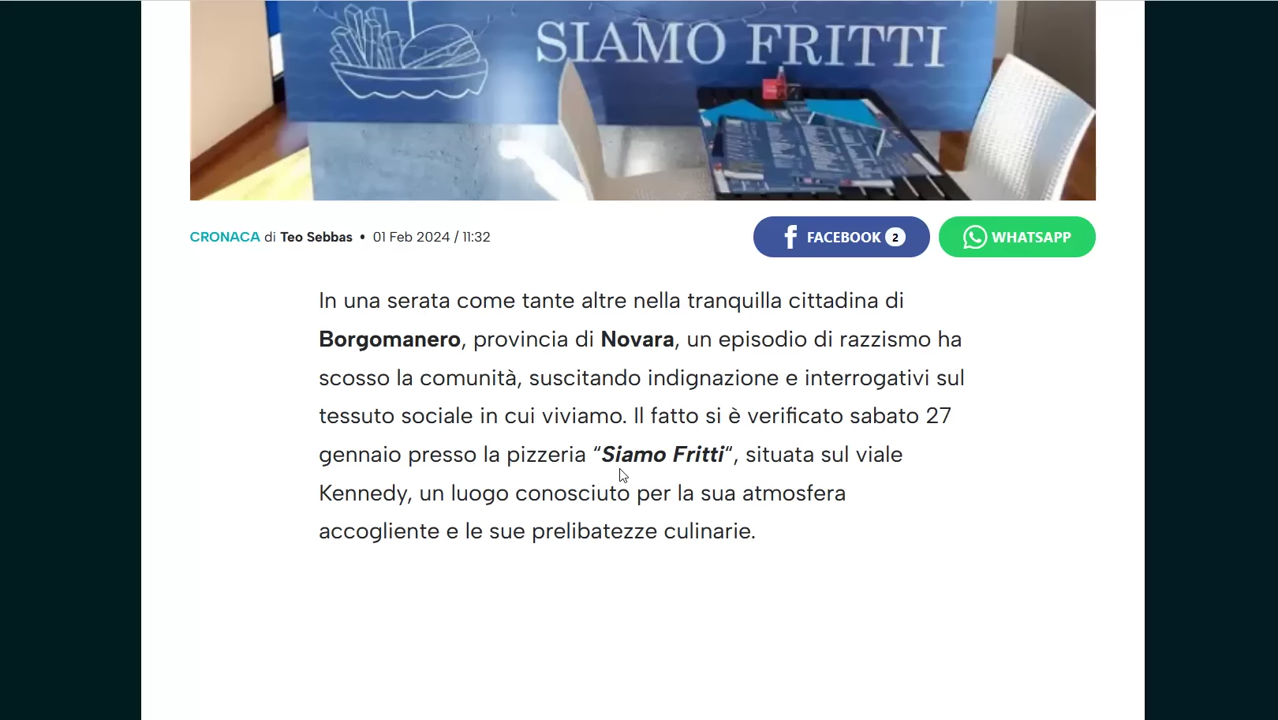 SIAMO FRITTI
CRONACA di Teo Sebbas • 01 Feb 2024 / 11:32
FACEBOOK 2
WHATSAPP
In una serata come tante altre nella tranquilla cittadina di
Borgomanero, provincia di Novara, un episodio di razzismo ha
scosso la comunità, suscitando indignazione e interrogativi sul
tessuto sociale in cui viviamo. Il fatto si è verificato sabato 27
gennaio presso la pizzeria “Siamo Fritti“, situata sul viale
Kennedy, un luogo conosciuto per la sua atmosfera
accogliente e le sue prelibatezze culinarie.